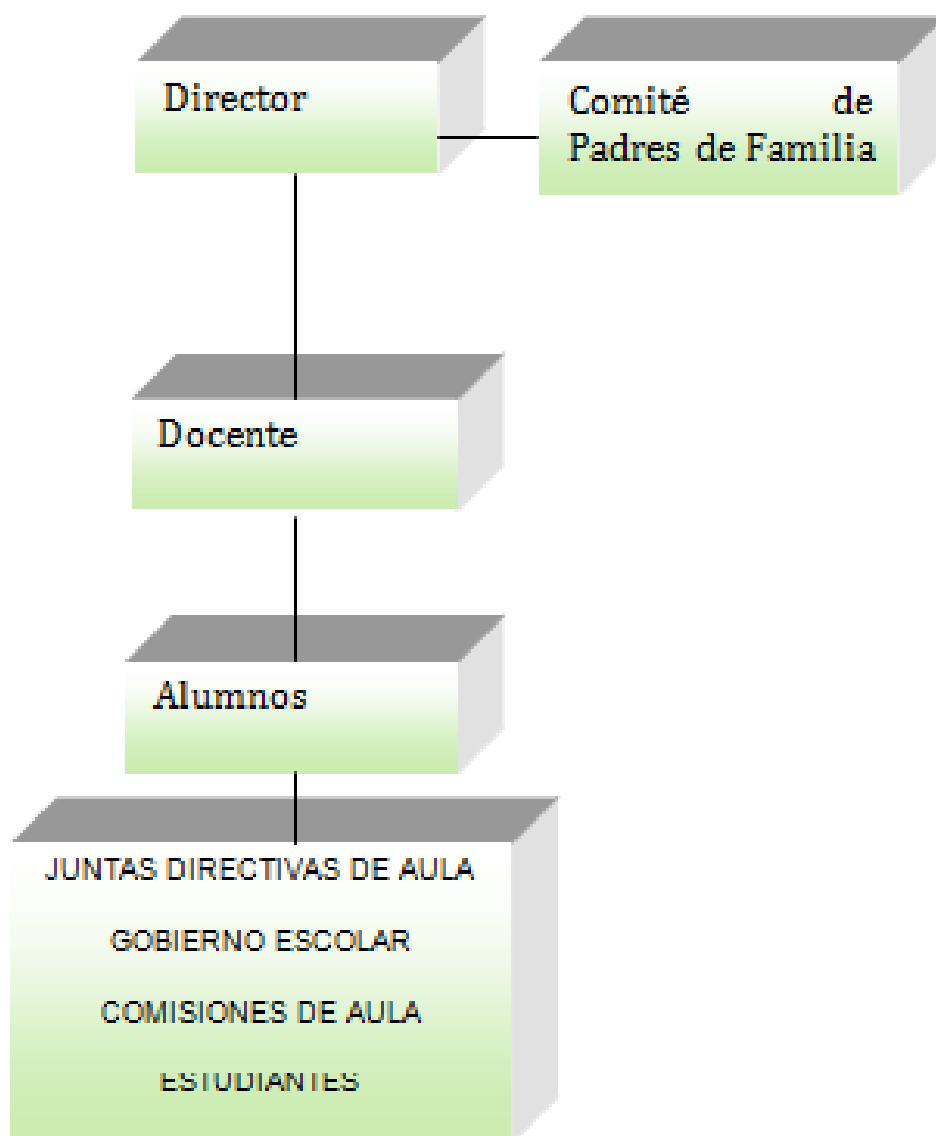 Director
Comité de
Padres de Familia
Docente
Alumnos
JUNTAS DIRECTIVAS DE AULA
GOBIERNO ESCOLAR
COMISIONES DE AULA
ESTUDIANTES